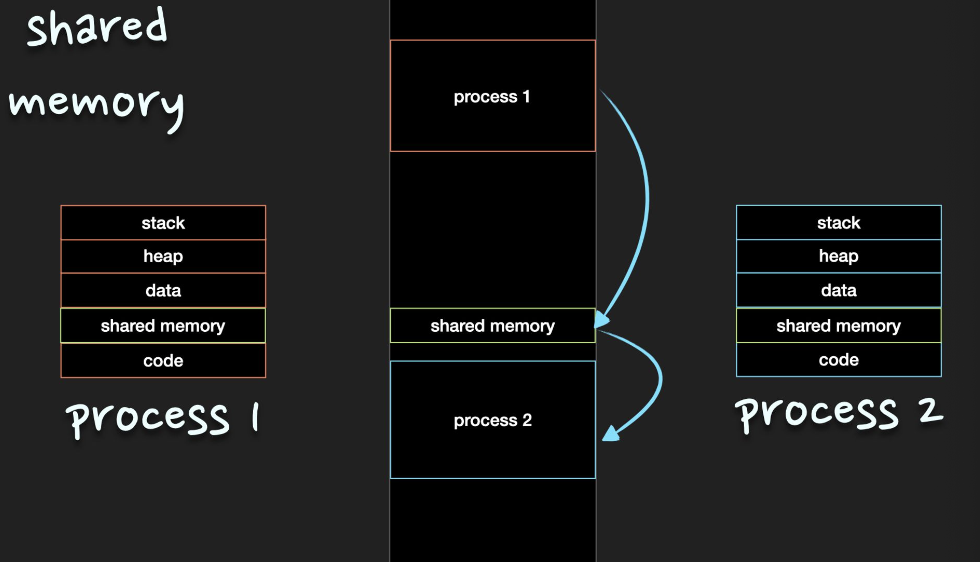 shared
memory
process 1
stack
heap
data
shared memory
code
process 1
shared memory
process 2
stack
heap
data
shared memory
code
process 2